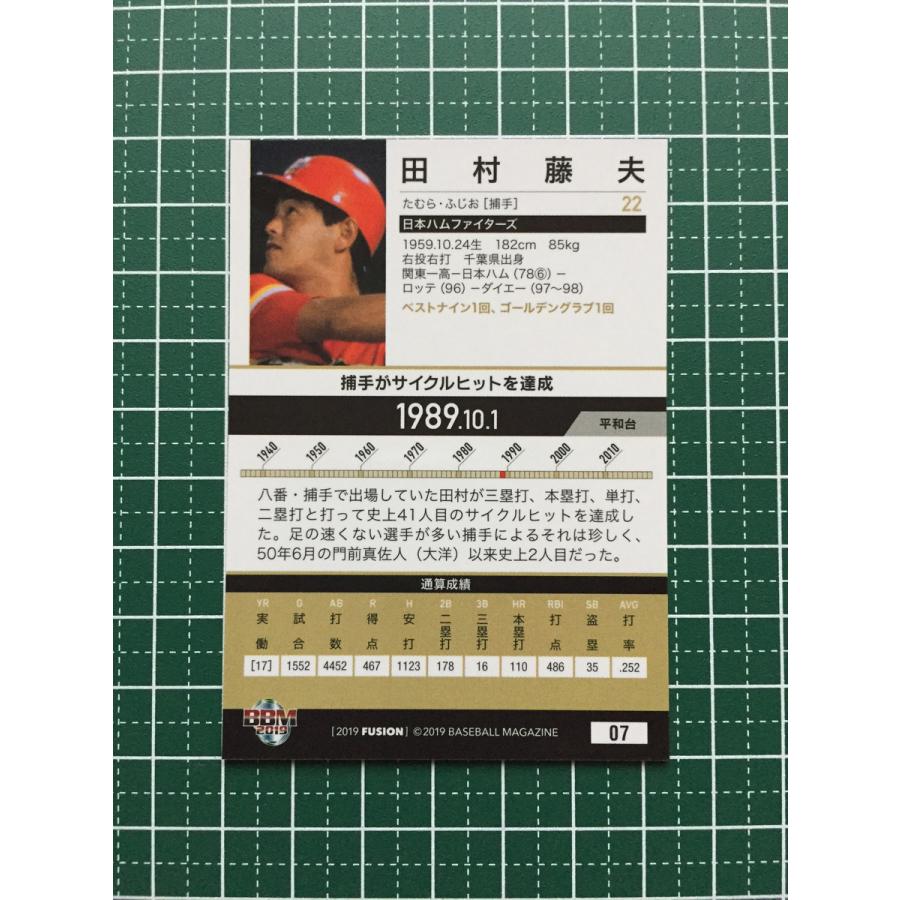 田村藤夫
たむら・ふじお［捕手］ 22
日本ハムファイターズ
1959.10.24生 182cm 85kg
右投右打 千葉県出身
関東一高－日本ハム（78⑥）－
ロッテ（96）－ダイエー（97〜98）
ベストナイン1回、ゴールデングラブ1回
捕手がサイクルヒットを達成
1989.10.1 平和台
1940 1950 1960 1970 1980 1990 2000 2010
八番・捕手で出場していた田村が三塁打、本塁打、単打、
二塁打と打って史上41人目のサイクルヒットを達成し
た。足の速くない選手が多い捕手によるそれは珍しく、
50年6月の門前真佐人（大洋）以来史上2人目だった。
通算成績
YR G AB R H 2B 3B HR RBI SB AVG
実働 試合 打数 得点 安打 二塁打 三塁打 本塁打 打点 盗塁 打率
[17] 1552 4452 467 1123 178 16 110 486 35 .252
BBM
2019
[2019 FUSION] ©2019 BASEBALL MAGAZINE 07